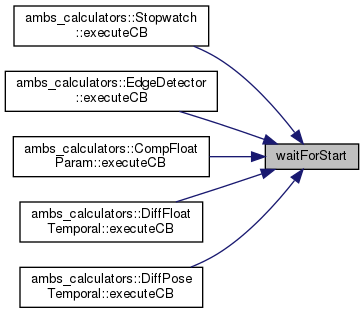 ambs_calculators::Stopwatch
::executeCB
ambs_calculators::EdgeDetector
::executeCB
ambs_calculators::CompFloat
Param::executeCB
waitForStart
ambs_calculators::DiffFloat
Temporal::executeCB
ambs_calculators::DiffPose
Temporal::executeCB